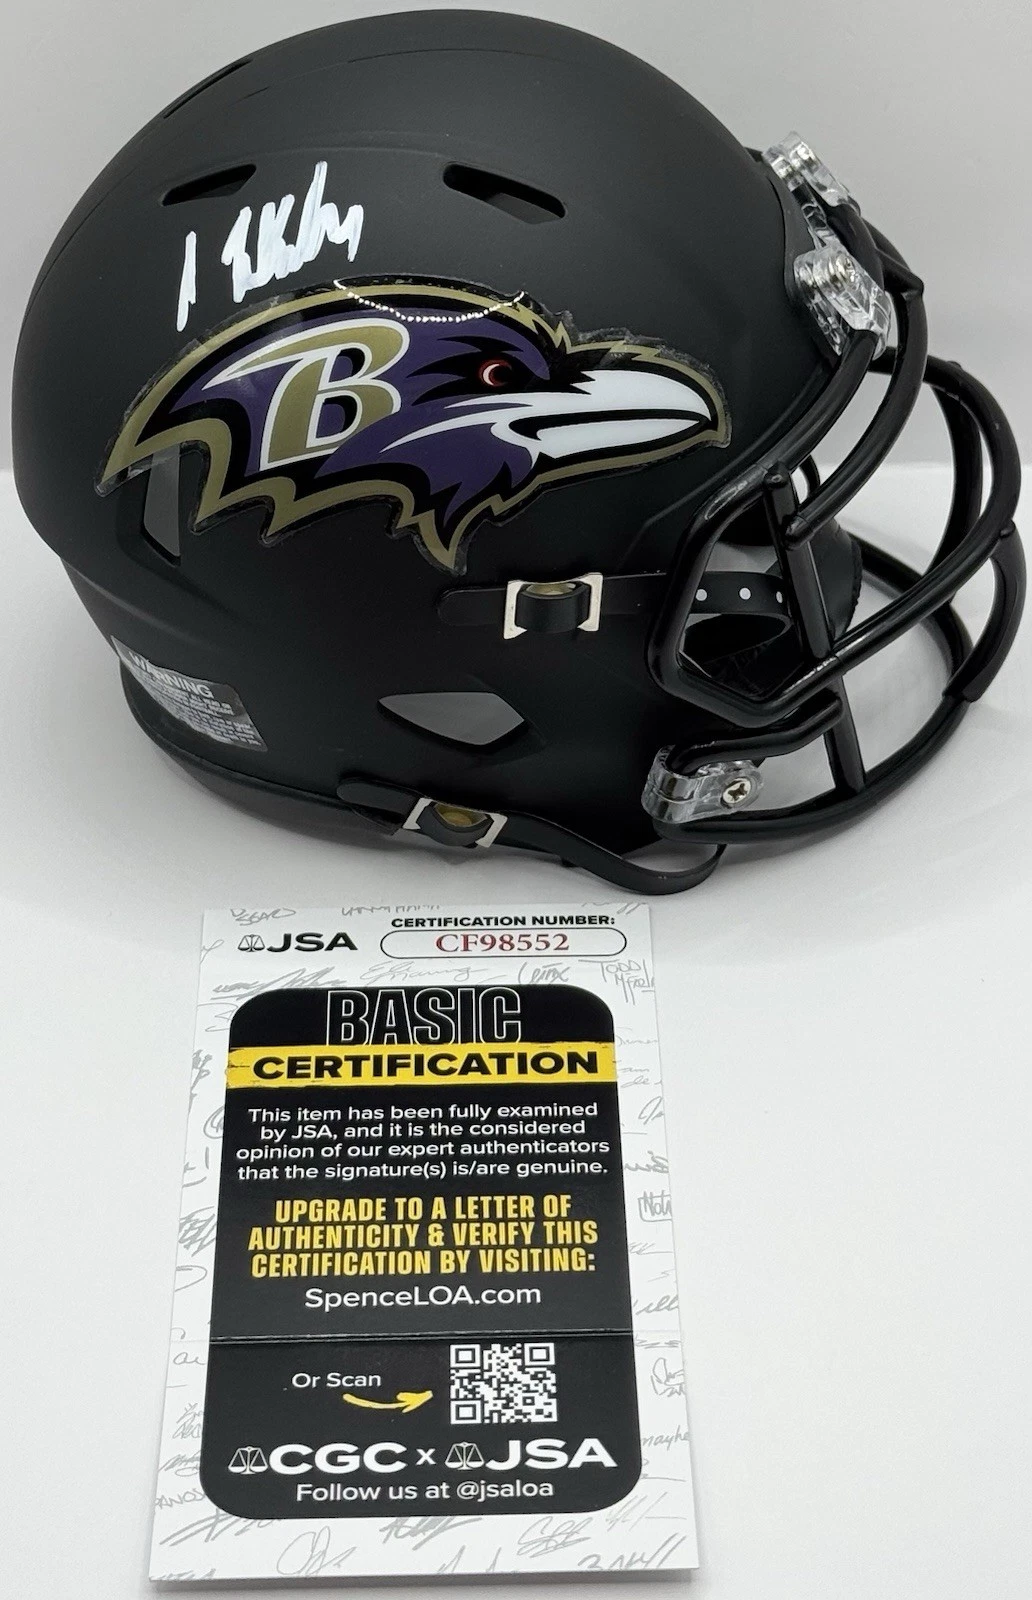 B
WARNING
JSA
CERTIFICATION NUMBER:
CF98552
BASIC
CERTIFICATION
This item has been fully examined
by JSA, and it is the considered
opinion of our expert authenticators
that the signature(s) is/are genuine.
UPGRADE TO A LETTER OF
AUTHENTICITY & VERIFY THIS
CERTIFICATION BY VISITING:
SpenceLOA.com
Or Scan
CGC x JSA
Follow us at @jsaloa